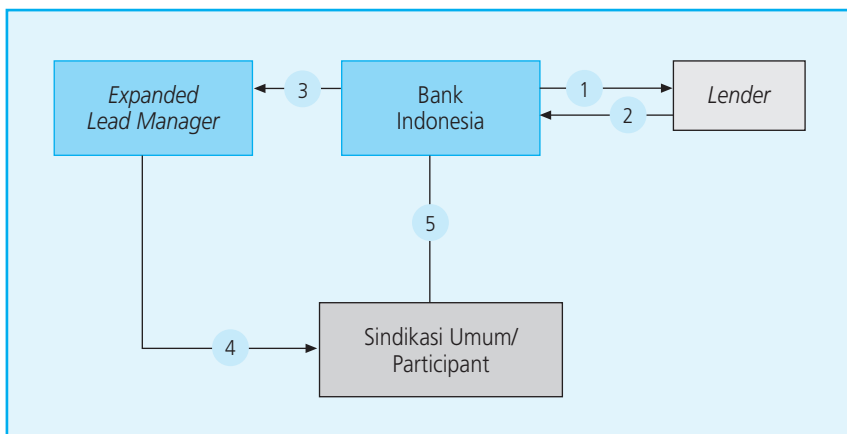 Expanded
Lead Manager
3
Bank
Indonesia
1
2
Lender
5
4
Sindikasi Umum/
Participant